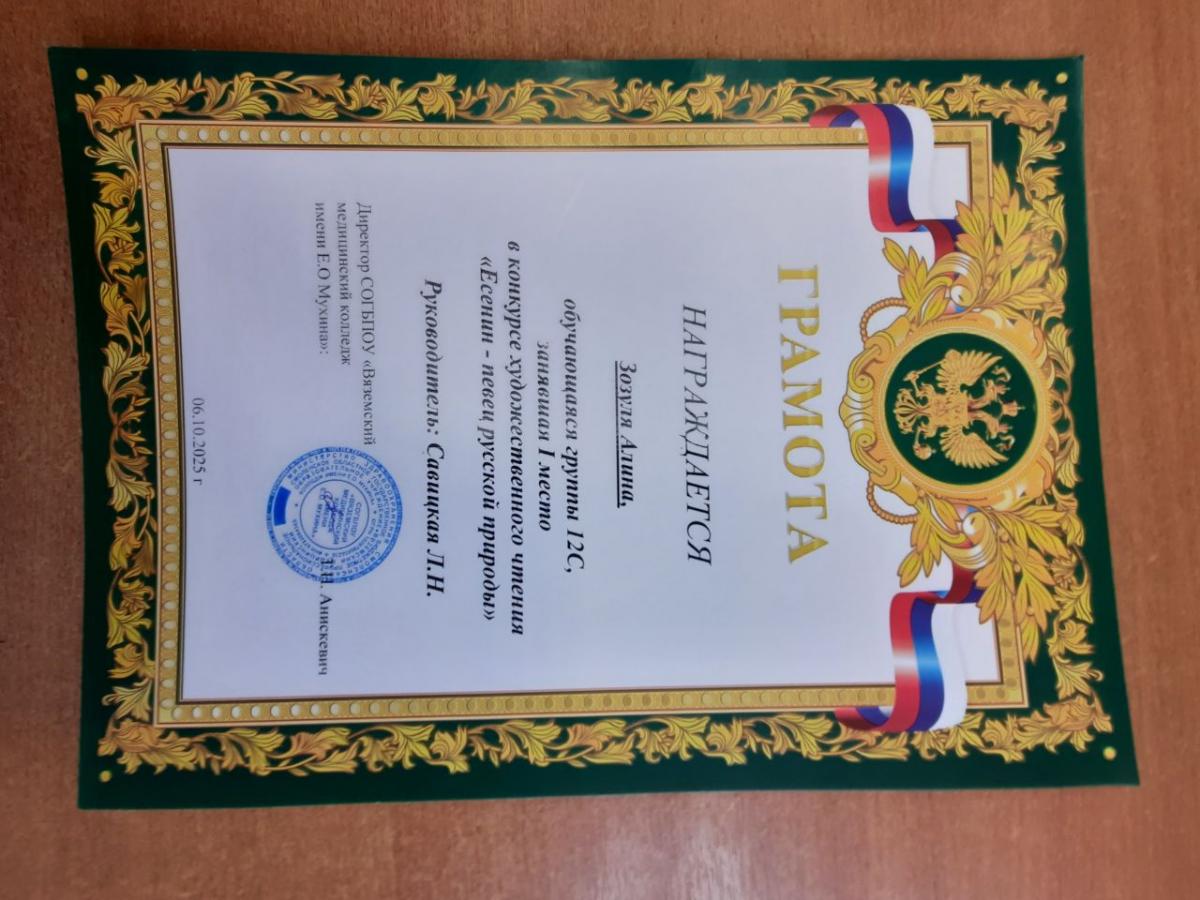 ГРАМОТА
НАГРАЖДАЕТСЯ
Зозуля Алина,
обучающаяся группы 12С,
занявшая I место
в конкурсе художественного чтения
«Есенин - певец русской природы»
Руководитель: Савицкая Л.Н.
Директор СОГБПОУ «Вяземский
медицинский колледж
имени Е.О Мухина»:
Анискевич
06.10.2025 г